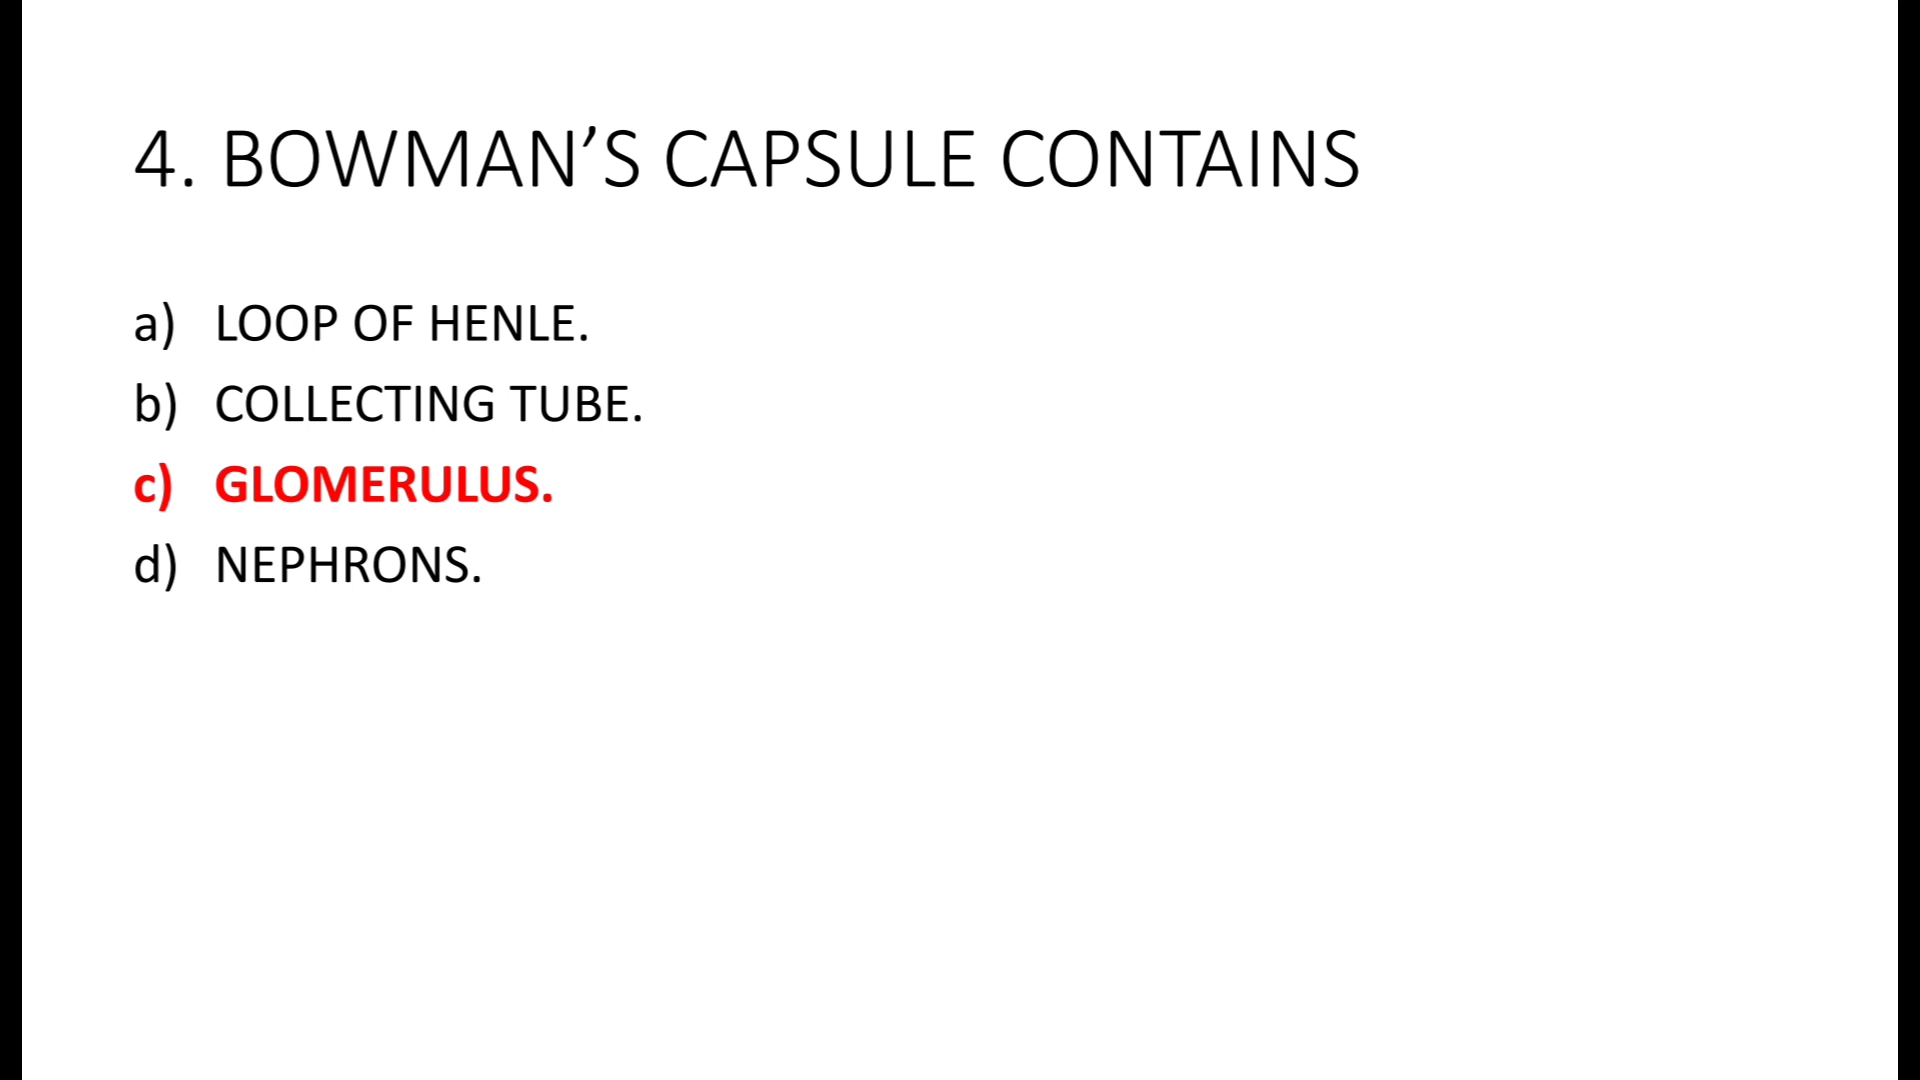 4. BOWMAN’S CAPSULE CONTAINS
a) LOOP OF HENLE.
b) COLLECTING TUBE.
c) GLOMERULUS.
d) NEPHRONS.